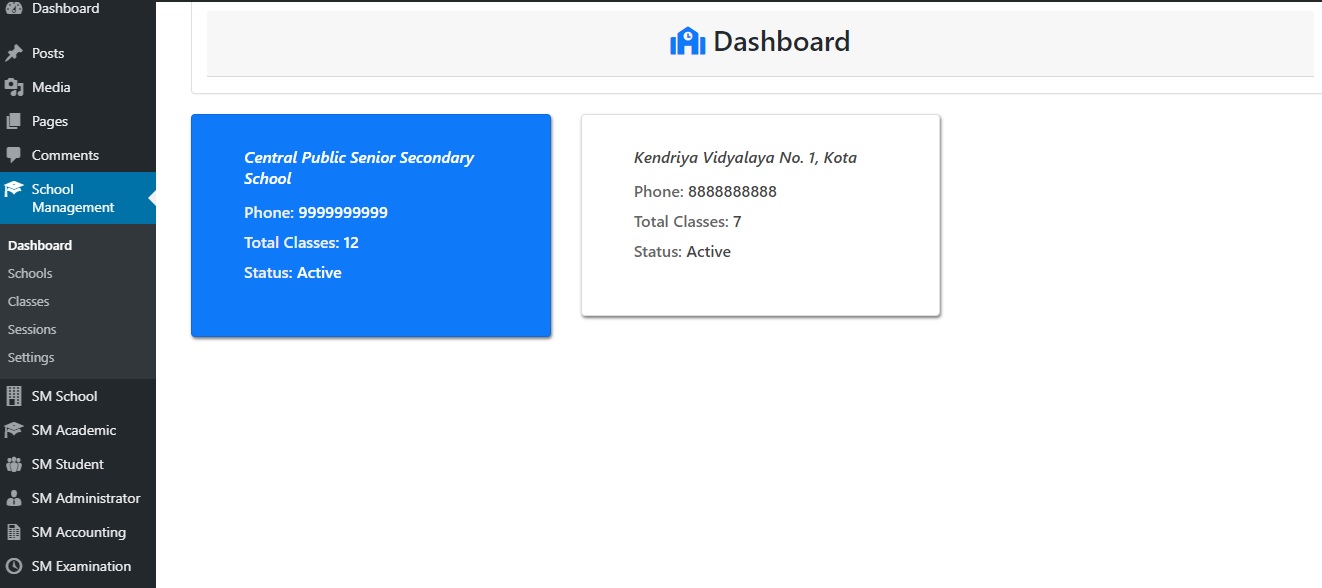 Dashboard
Posts
Media
Pages
Comments
School
Management
Dashboard
Schools
Classes
Sessions
Settings
SM School
SM Academic
SM Student
SM Administrator
SM Accounting
SM Examination
Dashboard
Central Public Senior Secondary
School
Phone: 9999999999
Total Classes: 12
Status: Active
Kendriya Vidyalaya No. 1, Kota
Phone: 8888888888
Total Classes: 7
Status: Active